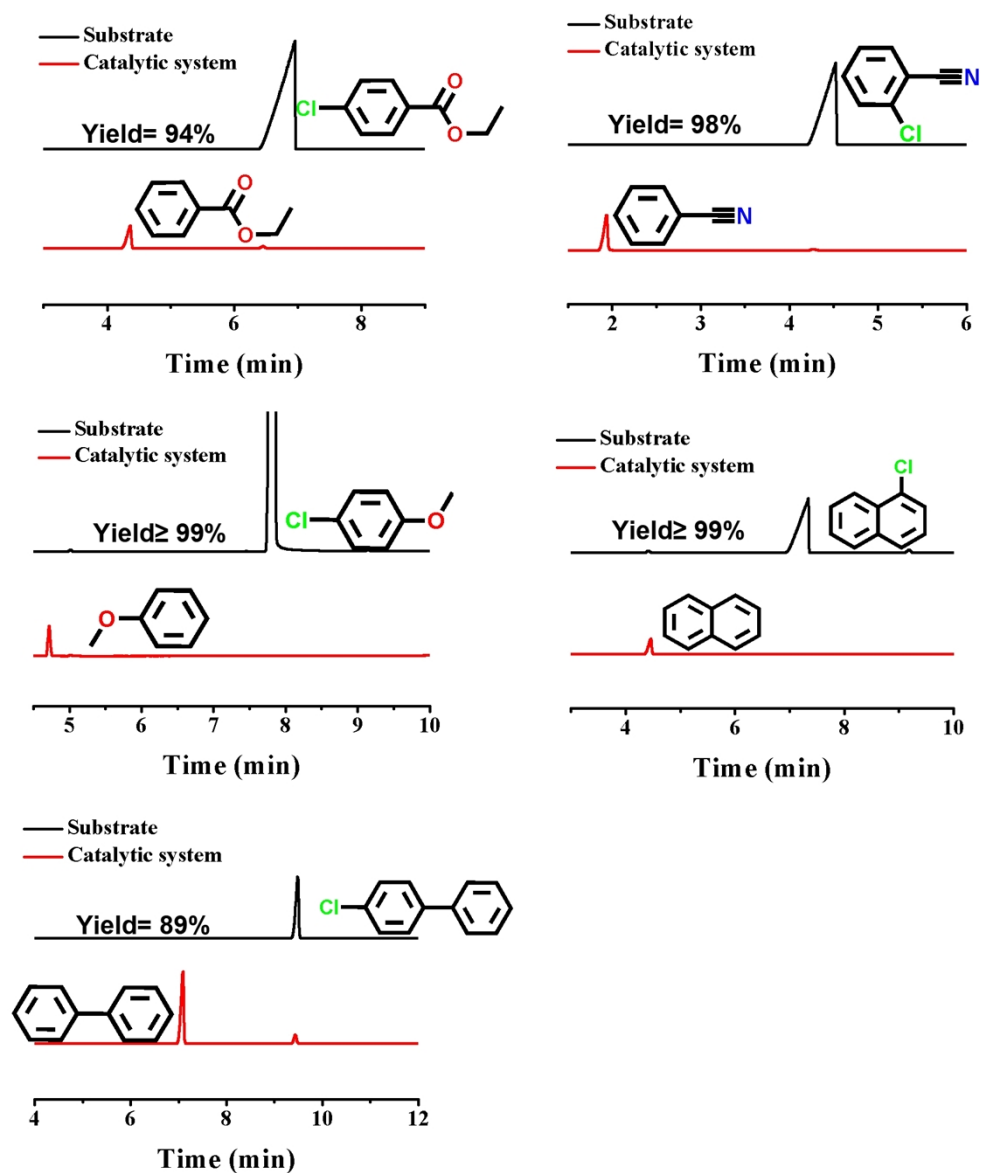 Substrate
Catalytic system
Yield= 94%
Cl
O
O
O
O
4
6
8
Time (min)
Substrate
Catalytic system
Yield= 98%
N
Cl
N
2
3
4
5
6
Time (min)
Substrate
Catalytic system
Yield≥ 99%
Cl
O
O
5
6
7
8
9
10
Time (min)
Substrate
Catalytic system
Cl
Yield≥ 99%
4
6
8
10
Time (min)
Substrate
Catalytic system
Cl
Yield= 89%
4
6
8
10
12
Time (min)